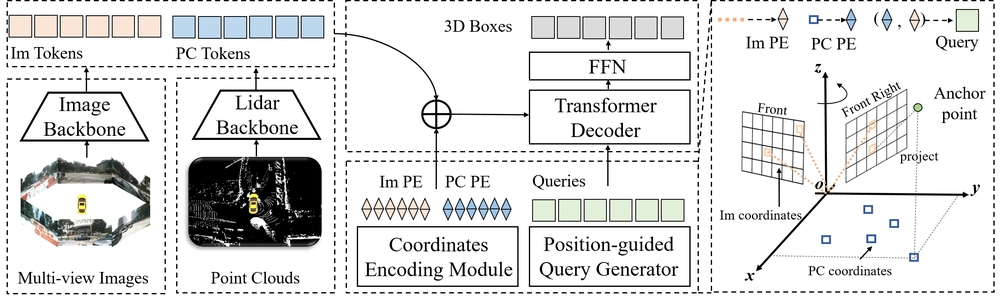 Im Tokens
PC Tokens
Image
Backbone
Lidar
Backbone
Multi-view Images
Point Clouds
3D Boxes
FFN
Transformer
Decoder
Im PE
PC PE
Queries
Coordinates
Encoding Module
Position-guided
Query Generator
( , )
Im PE
PC PE
Query
z
Front
Front Right
Anchor
point
project
o
y
Im coordinates
PC coordinates
x